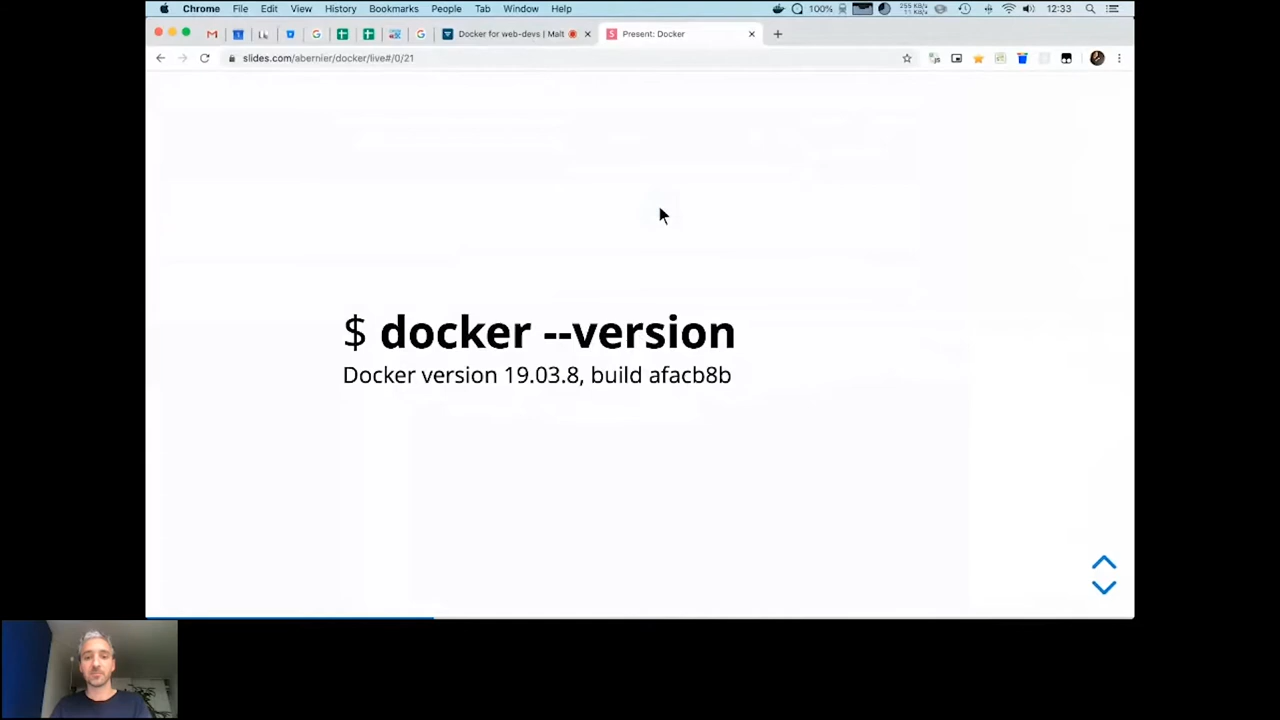 Chrome File Edit View History Bookmarks People Tab Window Help 100% 12:33
Docker for web-devs | Malt Present: Docker
slides.com/abernier/docker/live#/0/21
$ docker --version
Docker version 19.03.8, build afacb8b